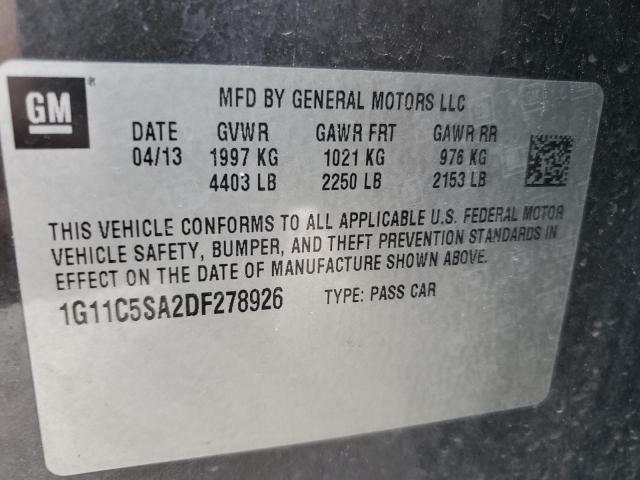 GM ®
MFD BY GENERAL MOTORS LLC
DATE GVWR GAWR FRT GAWR RR
04/13 1997 KG 1021 KG 976 KG
4403 LB 2250 LB 2153 LB
THIS VEHICLE CONFORMS TO ALL APPLICABLE U.S. FEDERAL MOTOR
VEHICLE SAFETY, BUMPER, AND THEFT PREVENTION STANDARDS IN
EFFECT ON THE DATE OF MANUFACTURE SHOWN ABOVE.
1G11C5SA2DF278926 TYPE: PASS CAR